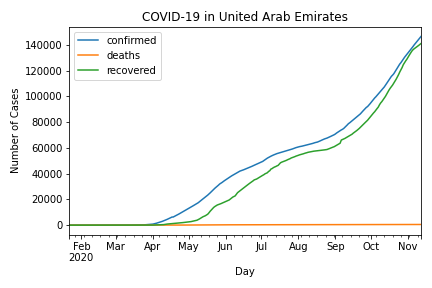 COVID-19 in United Arab Emirates
confirmed
deaths
recovered
Number of Cases
140000
120000
100000
80000
60000
40000
20000
0
Feb Mar Apr May Jun Jul Aug Sep Oct Nov
2020
Day